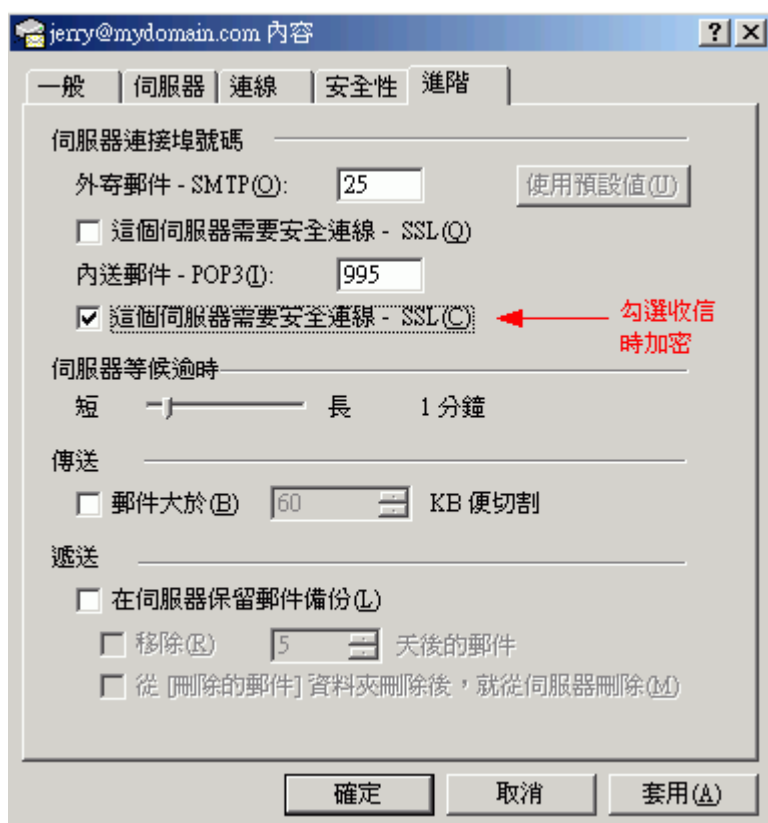 jerry@mydomain.com 內容
一般 伺服器 連線 安全性 進階
伺服器連接埠號碼
外寄郵件 - SMTP(O): 25 使用預設值(U)
這個伺服器需要安全連線 - SSL(Q)
內送郵件 - POP3(I): 995
這個伺服器需要安全連線 - SSL(C) 勾選收信
時加密
伺服器等候逾時
短 長 1 分鐘
傳送
郵件大於(B) 60 KB 便切割
遞送
在伺服器保留郵件備份(L)
移除(R) 5 天後的郵件
從 [刪除的郵件] 資料夾刪除後，就從伺服器刪除(M)
確定 取消 套用(A)